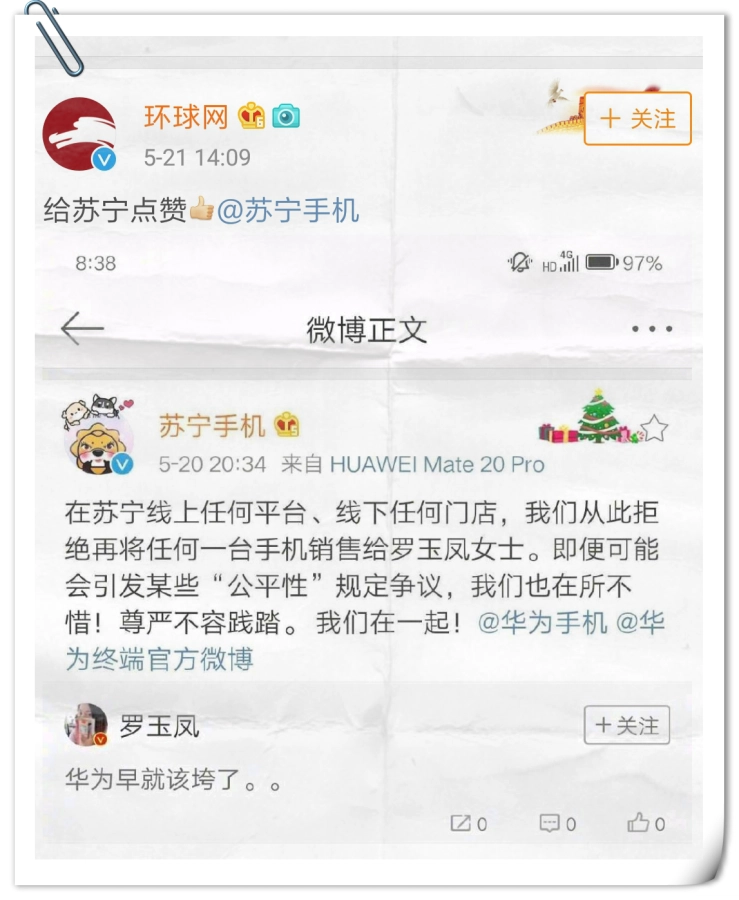 环球网
+ 关注
5-21 14:09
给苏宁点赞👍@苏宁手机
8:38
HD 4G 97%
微博正文
苏宁手机
5-20 20:34 来自 HUAWEI Mate 20 Pro
在苏宁线上任何平台、线下任何门店，我们从此拒
绝再将任何一台手机销售给罗玉凤女士。即便可能
会引发某些“公平性”规定争议，我们也在所不
惜！尊严不容践踏。我们在一起！@华为手机 @华
为终端官方微博
罗玉凤
+关注
华为早就该垮了。。
0 0 0